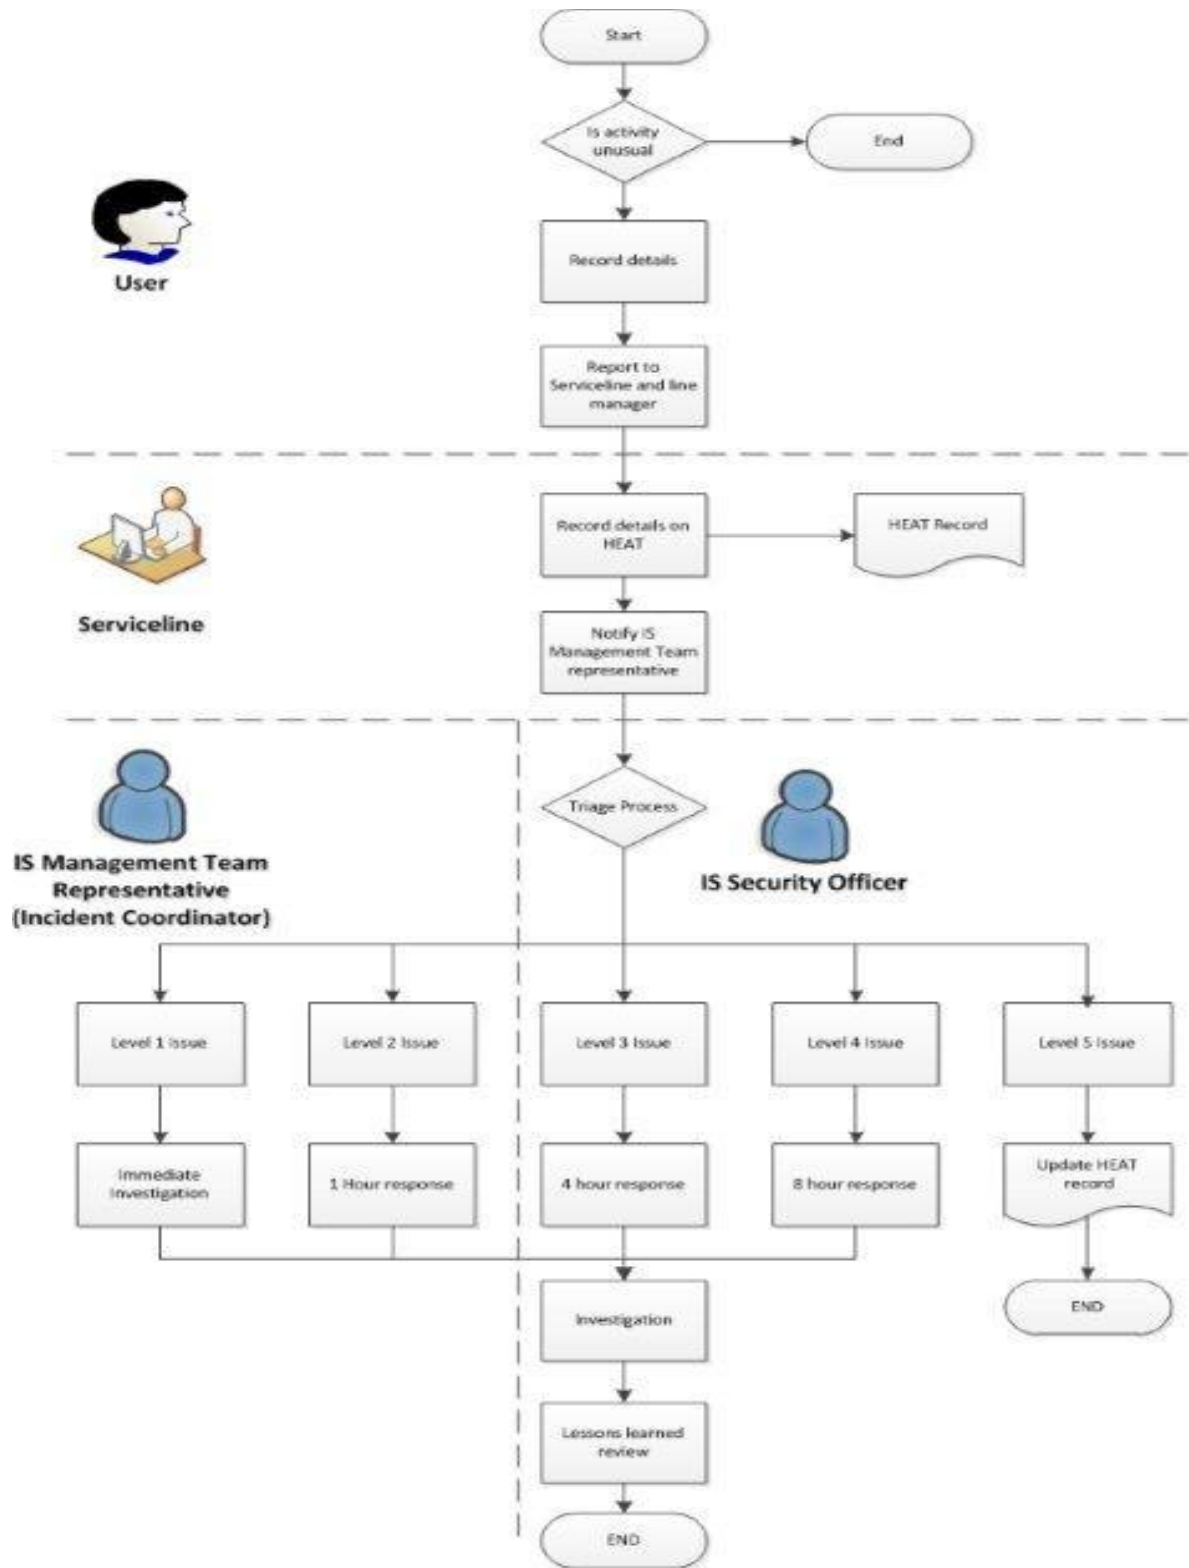 Start
Is activity
unusual
End
Record details
User
Report to
Serviceline and line
manager
Record details on
HEAT
HEAT Record
Serviceline
Notify IS
Management Team
representative
Triage Process
IS Management Team
Representative
(Incident Coordinator)
IS Security Officer
Level 1 Issue
Level 2 Issue
Level 3 Issue
Level 4 Issue
Level 5 Issue
Immediate
Investigation
1 Hour response
4 hour response
8 hour response
Update HEAT
record
Investigation
END
Lessons learned
review
END